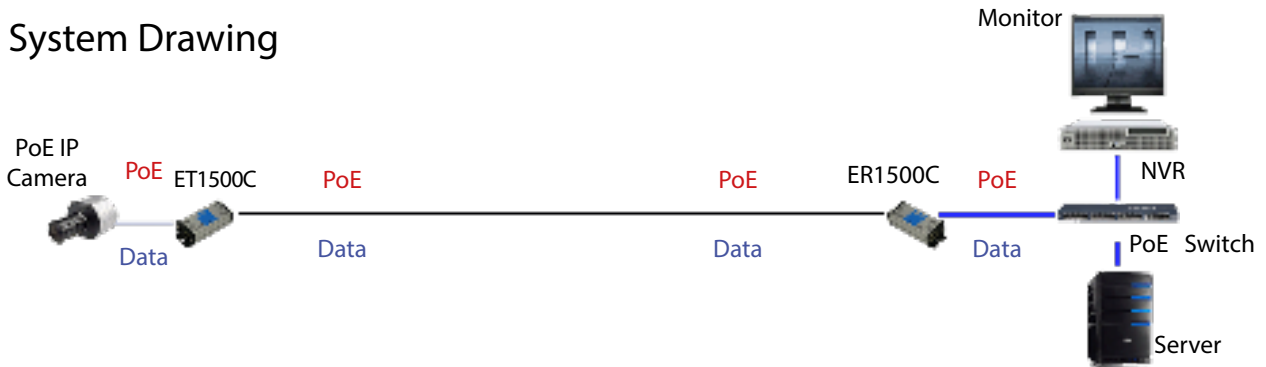 System Drawing
Monitor
PoE IP
Camera
PoE
ET1500C
PoE
PoE
ER1500C
PoE
NVR
Data
Data
Data
Data
PoE Switch
Server